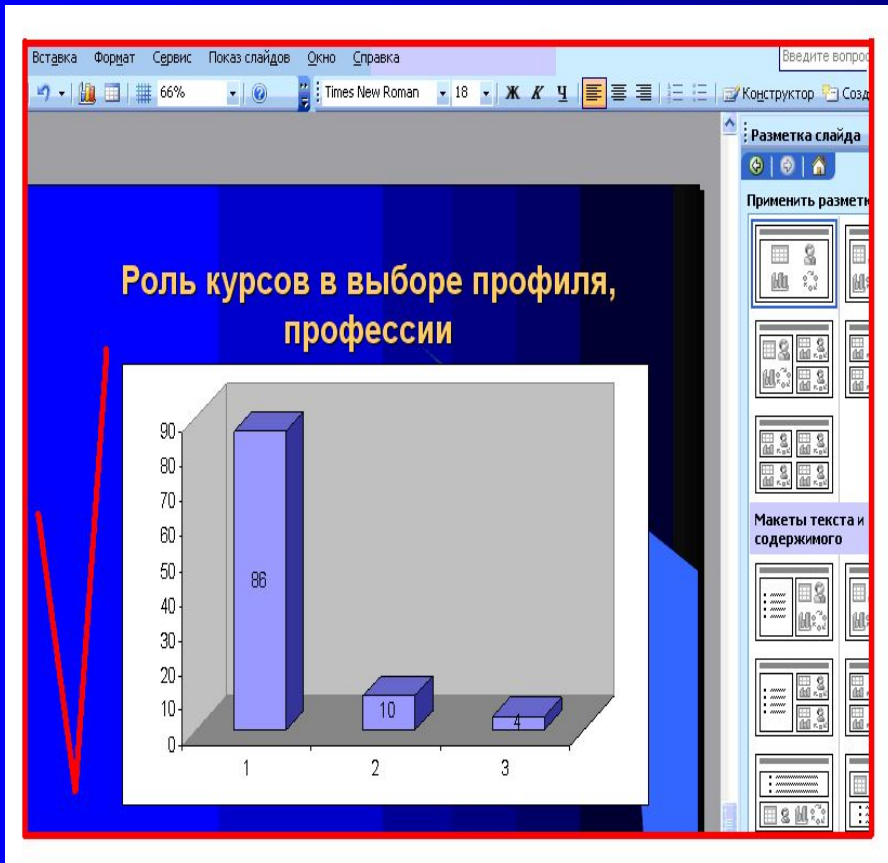 Вставка Формат Сервис Показ слайдов Окно Справка
Введите вопрос
66% Times New Roman 18 Ж К Ч Конструктор Созд
Разметка слайда
Применить разметк
Роль курсов в выборе профиля,
профессии
90
80
70
60
50
40
30
20
10
0
86
10
4
1 2 3
Макеты текста и
содержимого